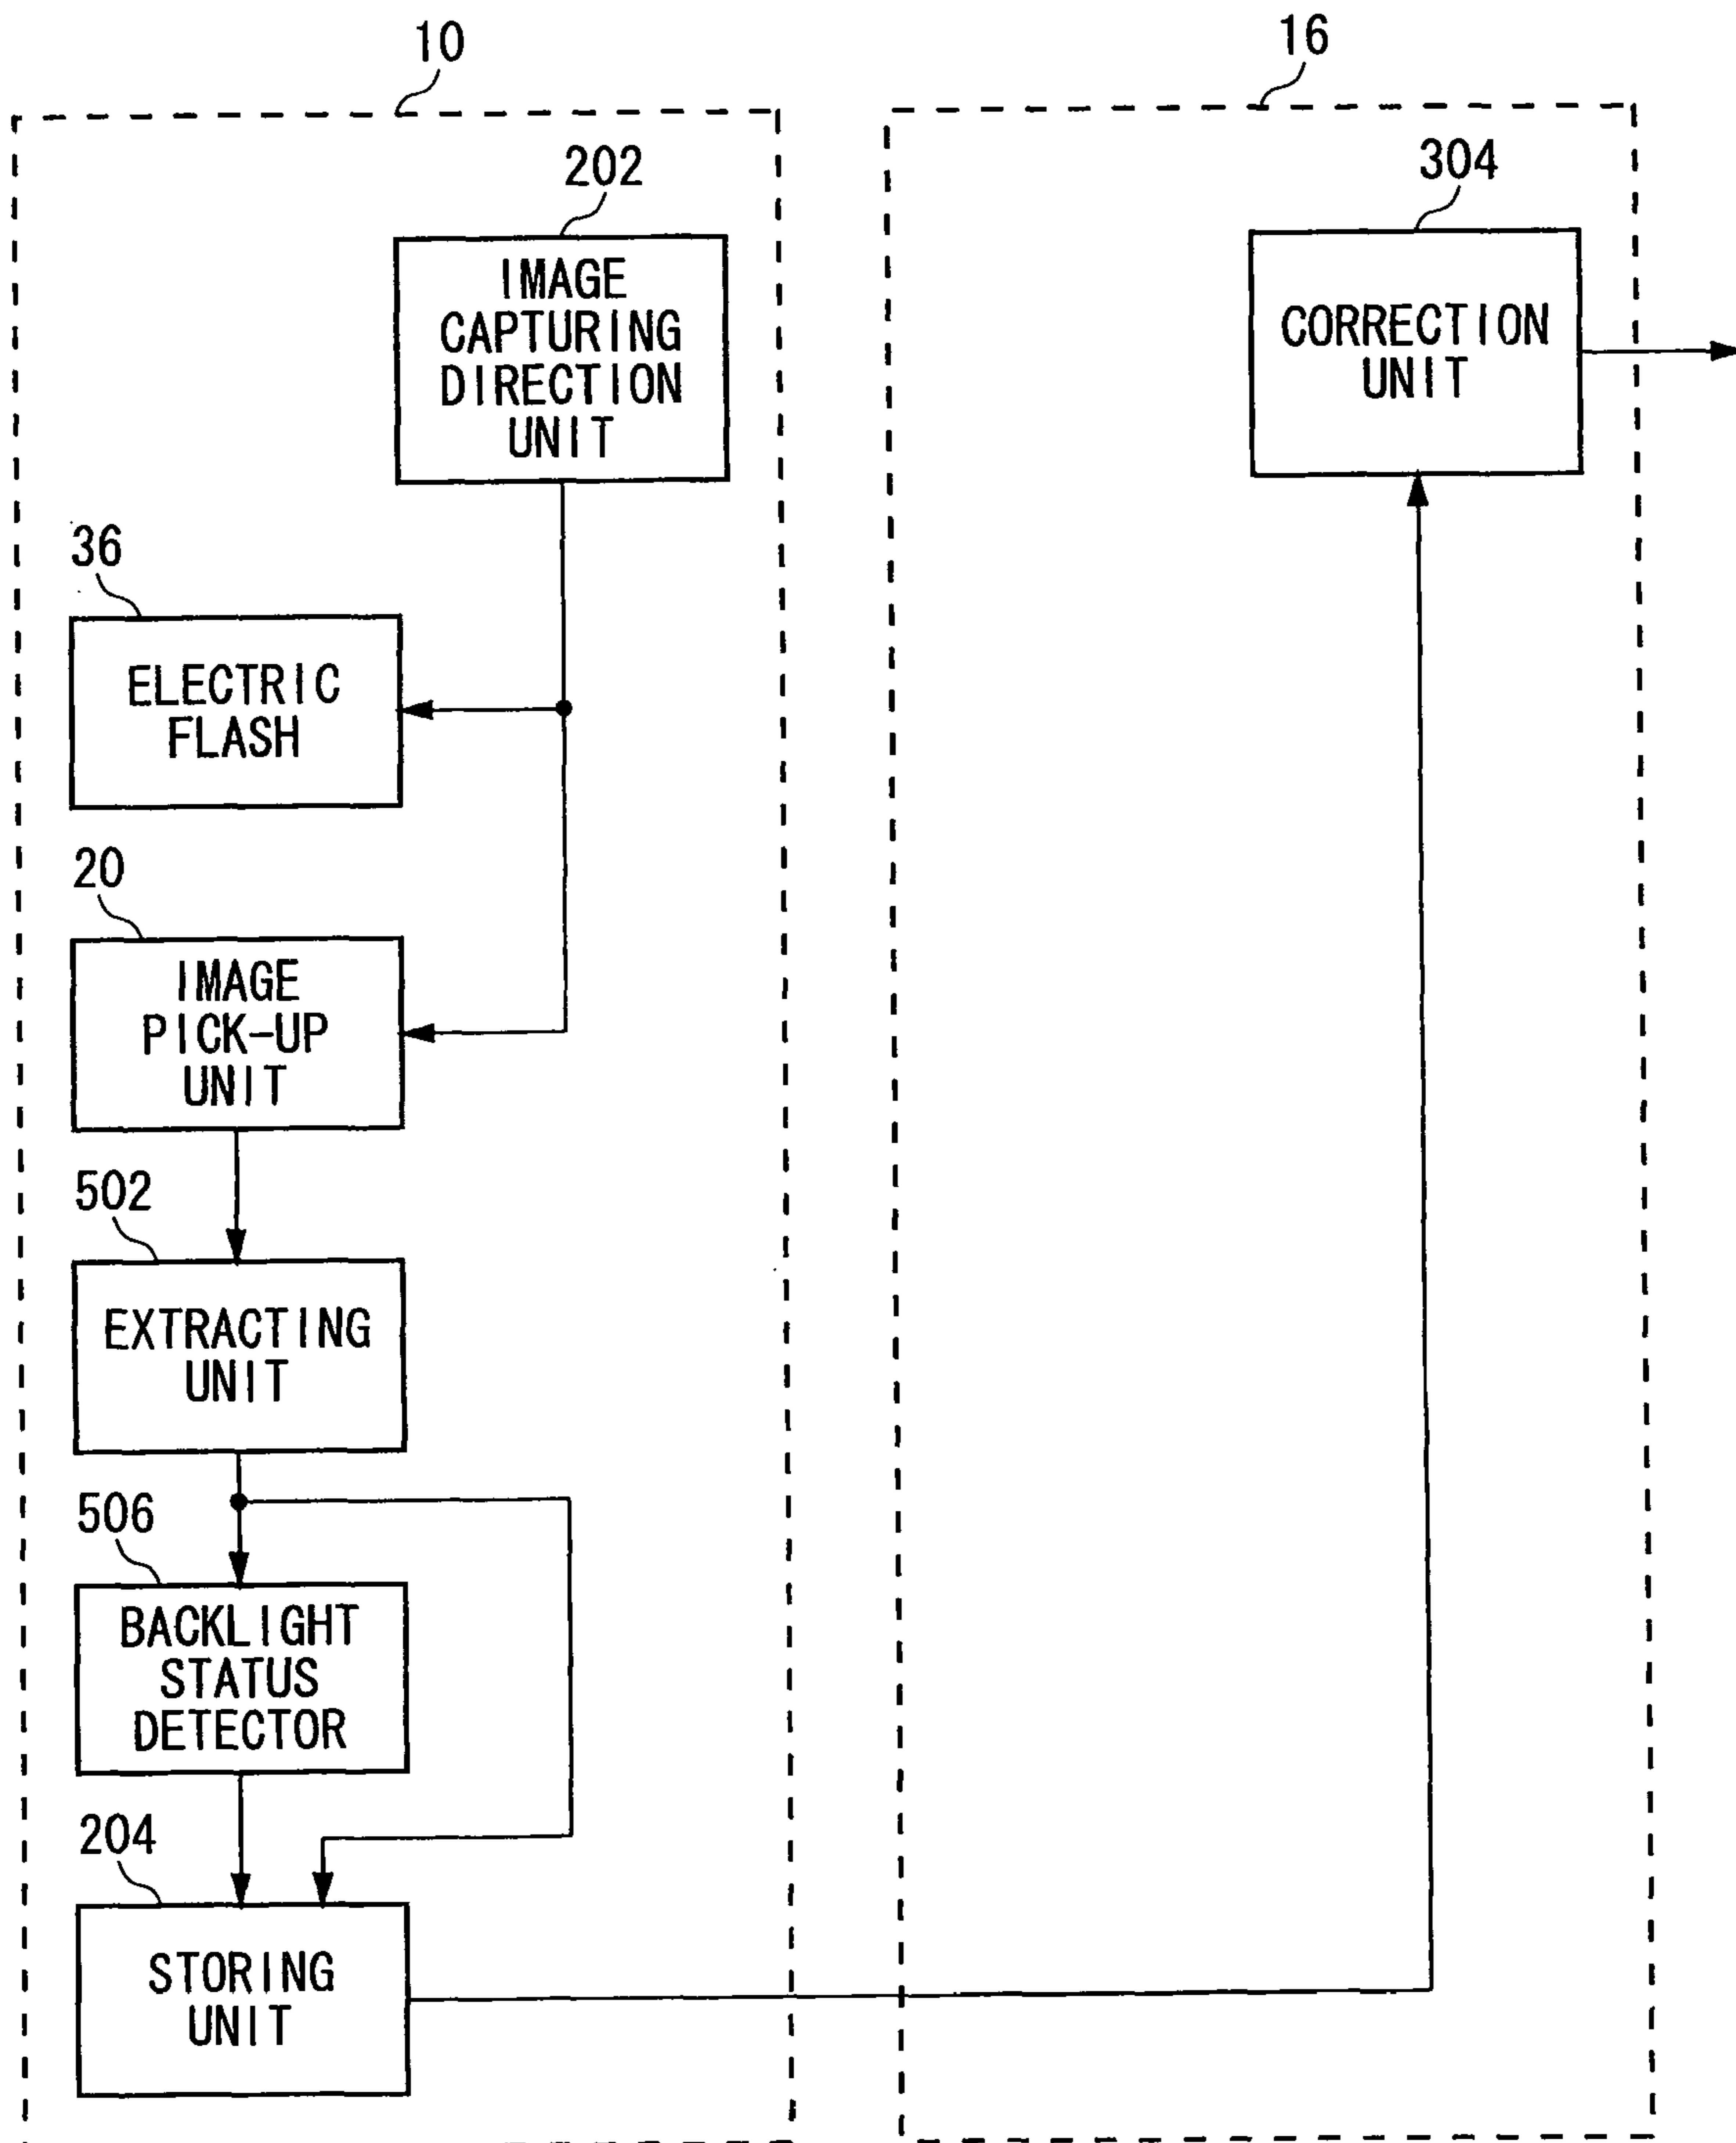 10
16
202
304
IMAGE
CAPTURING
DIRECTION
UNIT
CORRECTION
UNIT
36
ELECTRIC
FLASH
20
IMAGE
PICK-UP
UNIT
502
EXTRACTING
UNIT
506
BACKLIGHT
STATUS
DETECTOR
204
STORING
UNIT